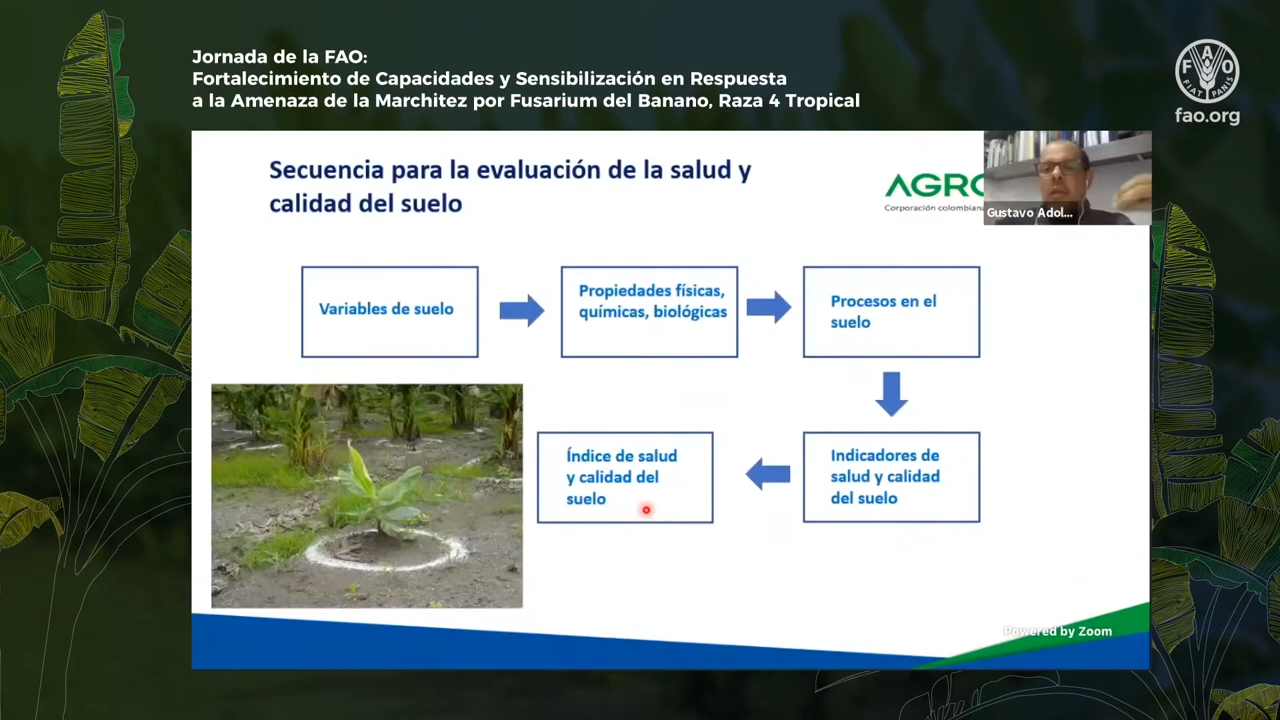 Jornada de la FAO:
Fortalecimiento de Capacidades y Sensibilización en Respuesta
a la Amenaza de la Marchitez por Fusarium del Banano, Raza 4 Tropical
FAO
FIAT PANIS
fao.org
Secuencia para la evaluación de la salud y
calidad del suelo
AGRO
Corporación colombiana
Gustavo Adol...
Variables de suelo
Propiedades físicas,
químicas, biológicas
Procesos en el
suelo
Indicadores de
salud y calidad
del suelo
Índice de salud
y calidad del
suelo
Powered by Zoom